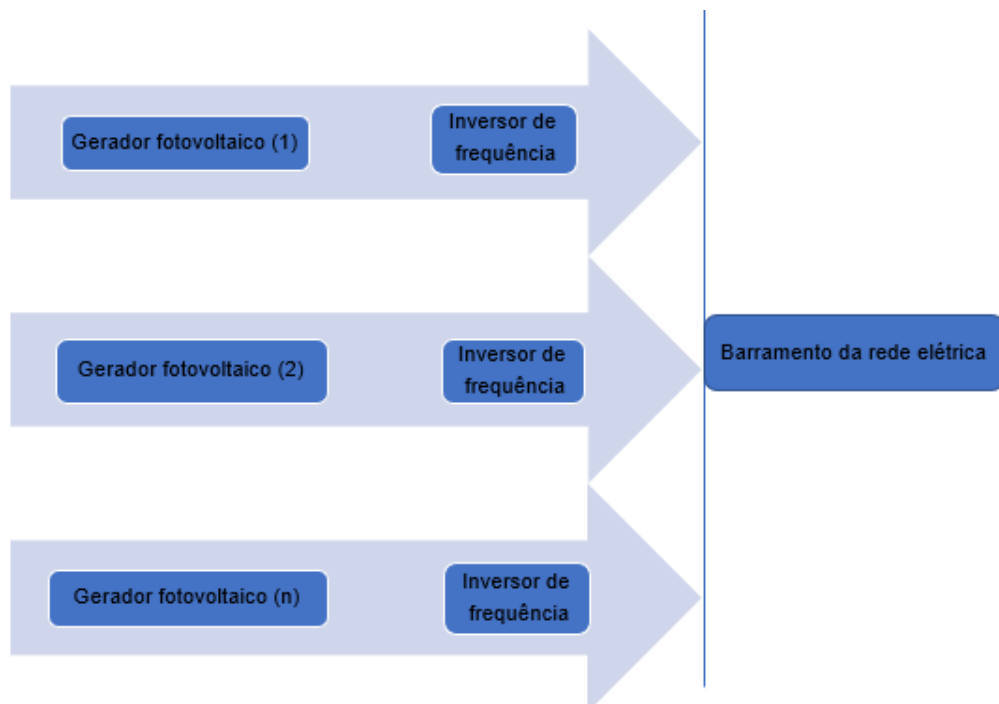 Gerador fotovoltaico (1)
Inversor de
frequência
Gerador fotovoltaico (2)
Inversor de
frequência
Barramento da rede elétrica
Gerador fotovoltaico (n)
Inversor de
frequência